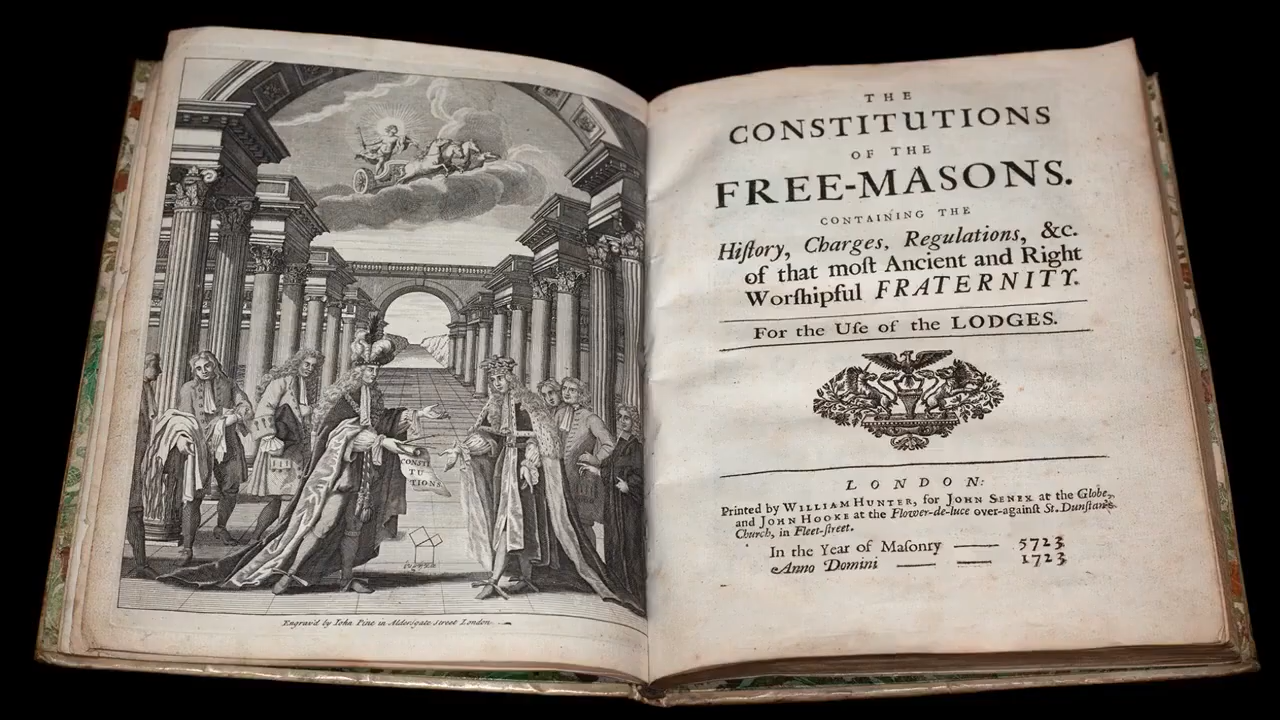 CONSTI
TU
TIONS
Engrav'd by Iohn Pine in Aldersgate Street London
THE
CONSTITUTIONS
OF THE
FREE-MASONS.
CONTAINING THE
Hiſtory, Charges, Regulations, &c.
of that moſt Ancient and Right
Worſhipful FRATERNITY.
For the Uſe of the LODGES.
LONDON:
Printed by WILLIAM HUNTER, for JOHN SENEX at the Globe,
and JOHN HOOKE at the Flower-de-luce over-againſt St. Dunſtan's
Church, in Fleet-ſtreet.
In the Year of Maſonry —— 5723
Anno Domini —— —— 1723